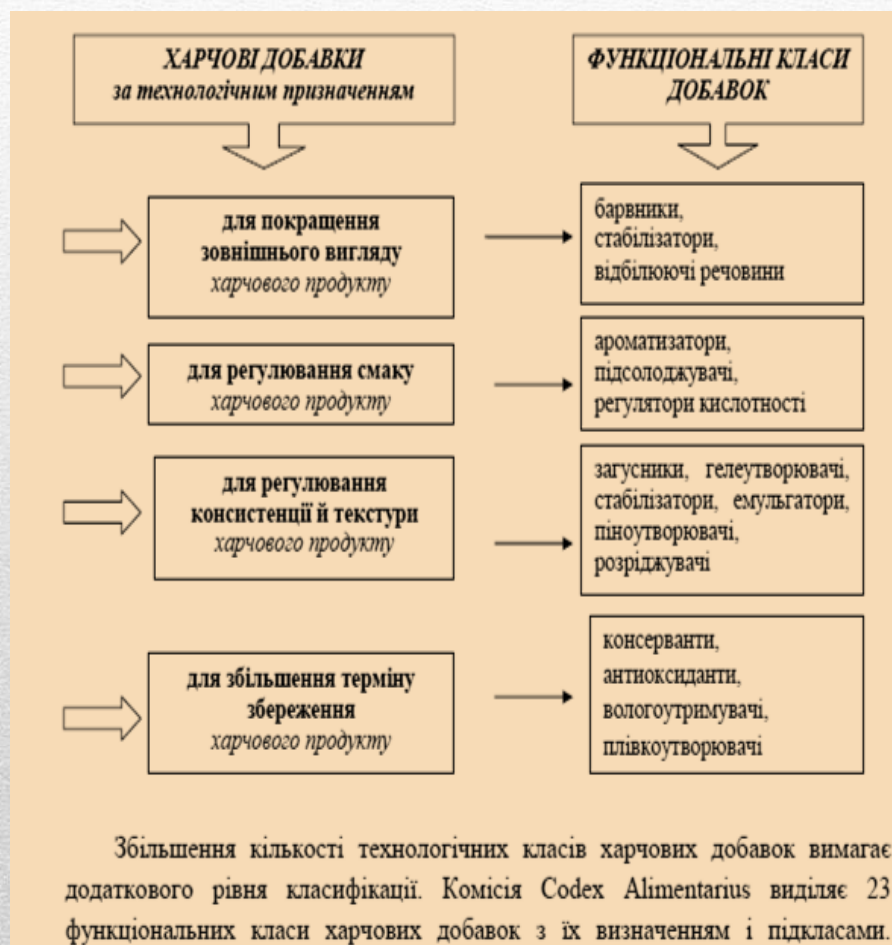 ХАРЧОВІ ДОБАВКИ
за технологічним призначенням
ФУНКЦІОНАЛЬНІ КЛАСИ
ДОБАВОК
для покращення
зовнішнього вигляду
харчового продукту
барвники,
стабілізатори,
відбілюючі речовини
для регулювання смаку
харчового продукту
ароматизатори,
підсолоджувачі,
регулятори кислотності
для регулювання
консистенції й текстури
харчового продукту
загусники, гелеутворювачі,
стабілізатори, емульгатори,
піноутворювачі,
розріджувачі
для збільшення терміну
збереження
харчового продукту
консерванти,
антиоксиданти,
вологоутримувачі,
плівкоутворювачі
Збільшення кількості технологічних класів харчових добавок вимагає
додаткового рівня класифікації. Комісія Codex Alimentarius виділяє 23
функціональних класи харчових добавок з їх визначенням і підкласами.